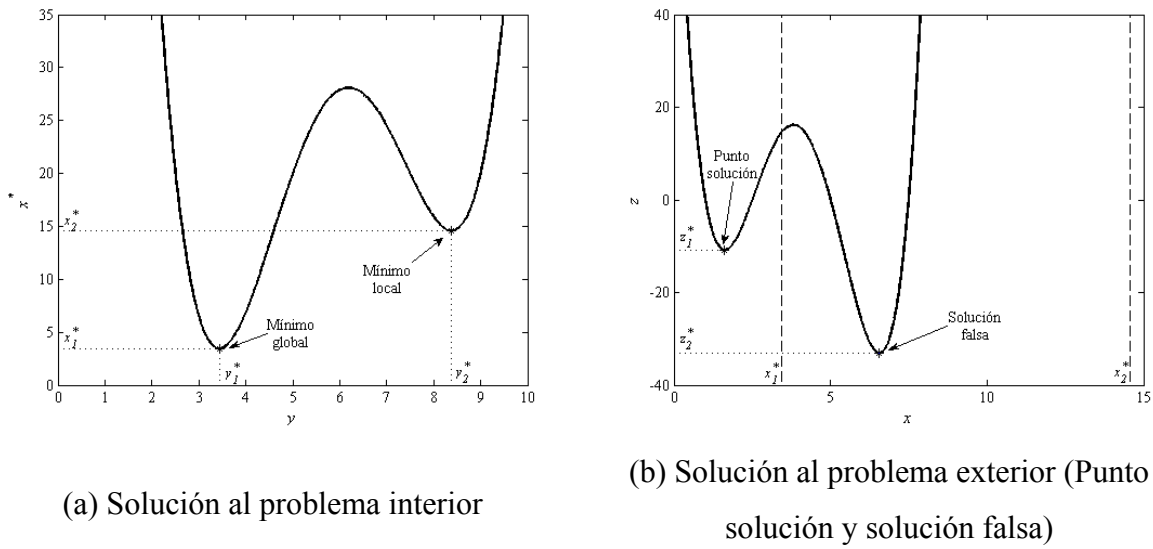 35
30
25
20
15
10
5
0
x*
x₂*
x₁*
Mínimo
local
Mínimo
global
y₁*
y₂*
0 1 2 3 4 5 6 7 8 9 10
y
(a) Solución al problema interior
40
20
0
-20
-40
z
Punto
solución
z₁*
z₂*
Solución
falsa
x₁*
x₂*
0 5 10 15
x
(b) Solución al problema exterior (Punto
solución y solución falsa)